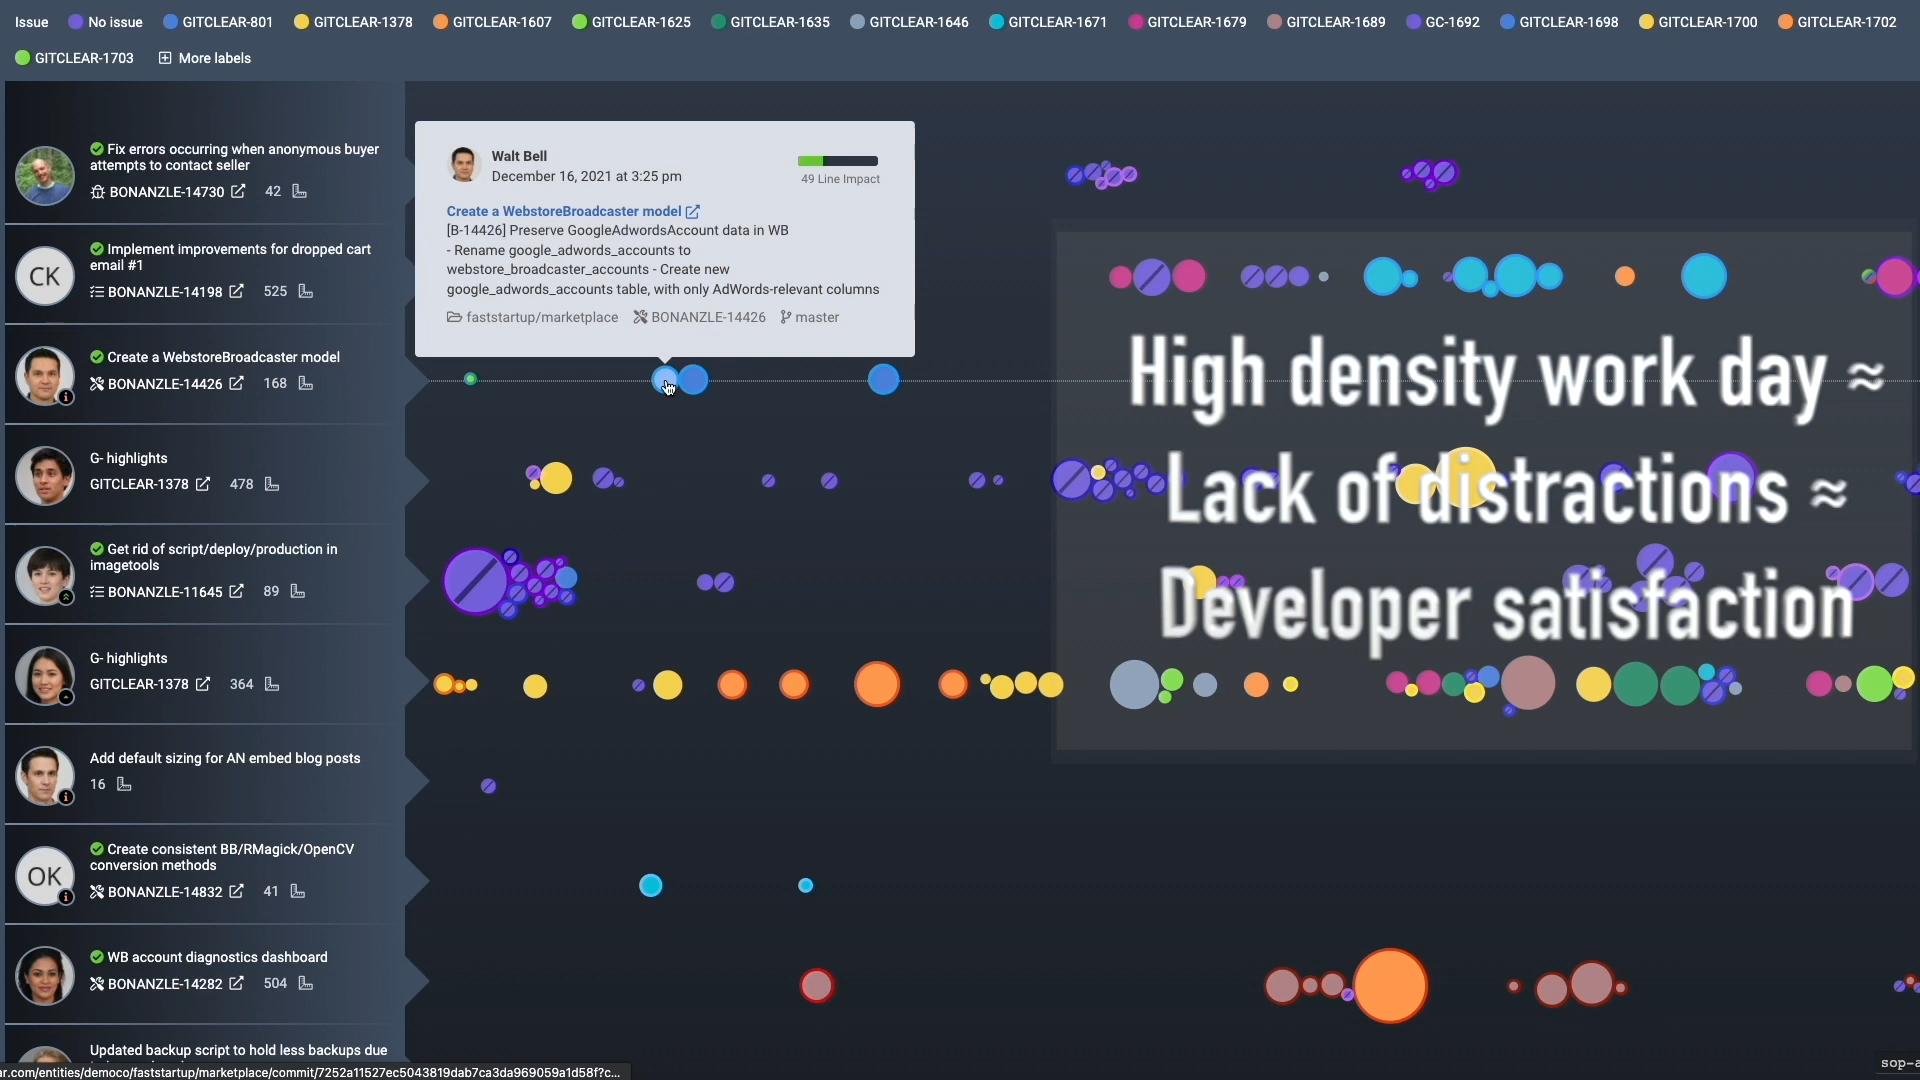 Issue No issue GITCLEAR-801 GITCLEAR-1378 GITCLEAR-1607 GITCLEAR-1625 GITCLEAR-1635 GITCLEAR-1646 GITCLEAR-1671 GITCLEAR-1679 GITCLEAR-1689 GC-1692 GITCLEAR-1698 GITCLEAR-1700 GITCLEAR-1702
GITCLEAR-1703 More labels
Fix errors occurring when anonymous buyer
attempts to contact seller
BONANZLE-14730 42
CK
Implement improvements for dropped cart
email #1
BONANZLE-14198 525
Create a WebstoreBroadcaster model
BONANZLE-14426 168
G- highlights
GITCLEAR-1378 478
Get rid of script/deploy/production in
imagetools
BONANZLE-11645 89
G- highlights
GITCLEAR-1378 364
Add default sizing for AN embed blog posts
16
OK
Create consistent BB/RMagick/OpenCV
conversion methods
BONANZLE-14832 41
WB account diagnostics dashboard
BONANZLE-14282 504
Updated backup script to hold less backups due
Walt Bell
December 16, 2021 at 3:25 pm
49 Line Impact
Create a WebstoreBroadcaster model
[B-14426] Preserve GoogleAdwordsAccount data in WB
- Rename google_adwords_accounts to
webstore_broadcaster_accounts - Create new
google_adwords_accounts table, with only AdWords-relevant columns
faststartup/marketplace BONANZLE-14426 master
High density work day ≈
Lack of distractions ≈
Developer satisfaction
ar.com/entities/democo/faststartup/marketplace/commit/7252a11527ec5043819dab7ca3da969059a1d58f?c...